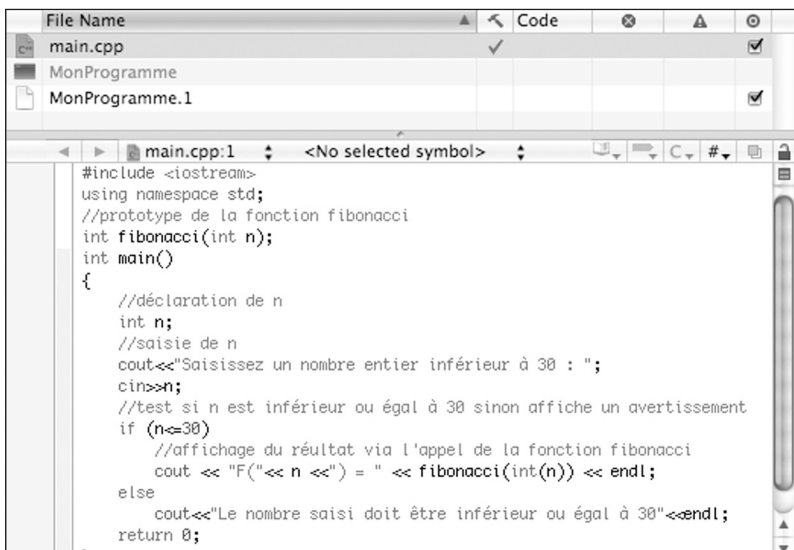 File Name Code
main.cpp
MonProgramme
MonProgramme.1
main.cpp:1 <No selected symbol> C #
#include <iostream>
using namespace std;
//prototype de la fonction fibonacci
int fibonacci(int n);
int main()
{
//déclaration de n
int n;
//saisie de n
cout<<"Saisissez un nombre entier inférieur à 30 : ";
cin>>n;
//test si n est inférieur ou égal à 30 sinon affiche un avertissement
if (n<=30)
//affichage du réultat via l'appel de la fonction fibonacci
cout << "F("<< n <<") = " << fibonacci(int(n)) << endl;
else
cout<<"Le nombre saisi doit être inférieur ou égal à 30"<<endl;
return 0;